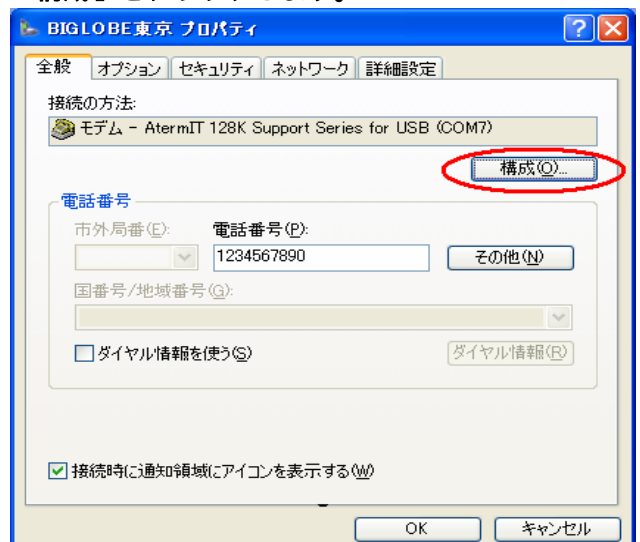 BIGLOBE東京 プロパティ
全般 オプション セキュリティ ネットワーク 詳細設定
接続の方法:
モデム - AtermIT 128K Support Series for USB (COM7)
構成(O)...
電話番号
市外局番(E): 電話番号(P):
1234567890 その他(N)
国番号/地域番号(G):
ダイヤル情報を使う(S) ダイヤル情報(R)
接続時に通知領域にアイコンを表示する(W)
OK キャンセル